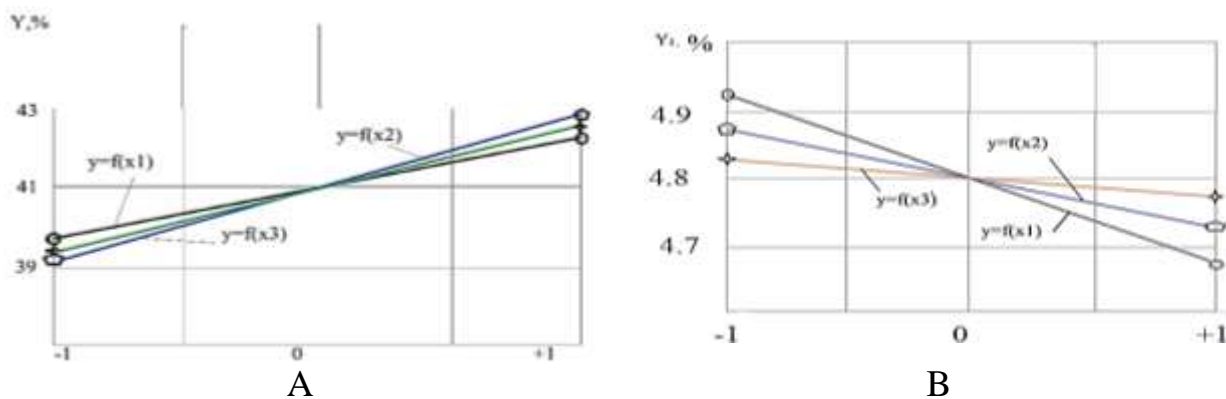 Y,%
43
y=f(x2)
y=f(x1)
41
y=f(x3)
39
-1
0
+1
A
Y₁. %
4.9
y=f(x2)
4.8
y=f(x3)
y=f(x1)
4.7
-1
0
+1
B